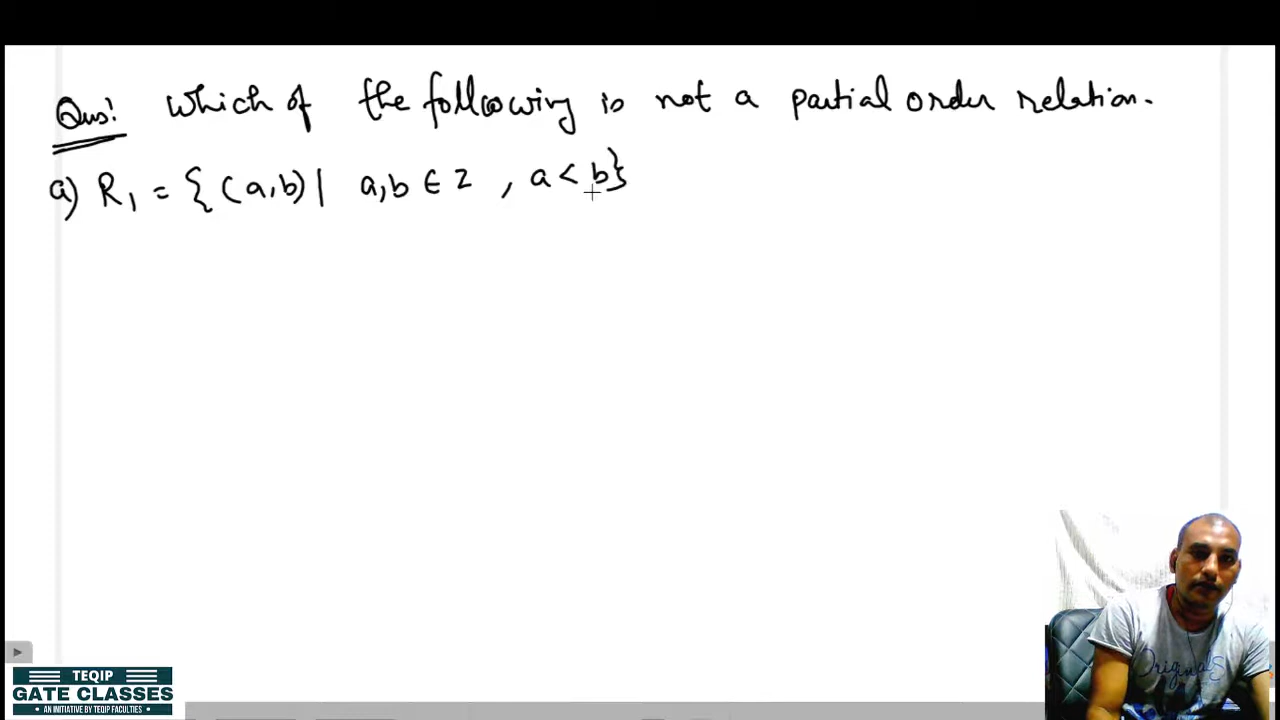 Qus: Which of the following is not a partial order relation.
a) R₁ = {(a,b) | a,b ∈ Z , a < b}
Originals
TEQIP
GATE CLASSES
• AN INITIATIVE BY TEQIP FACULTIES •